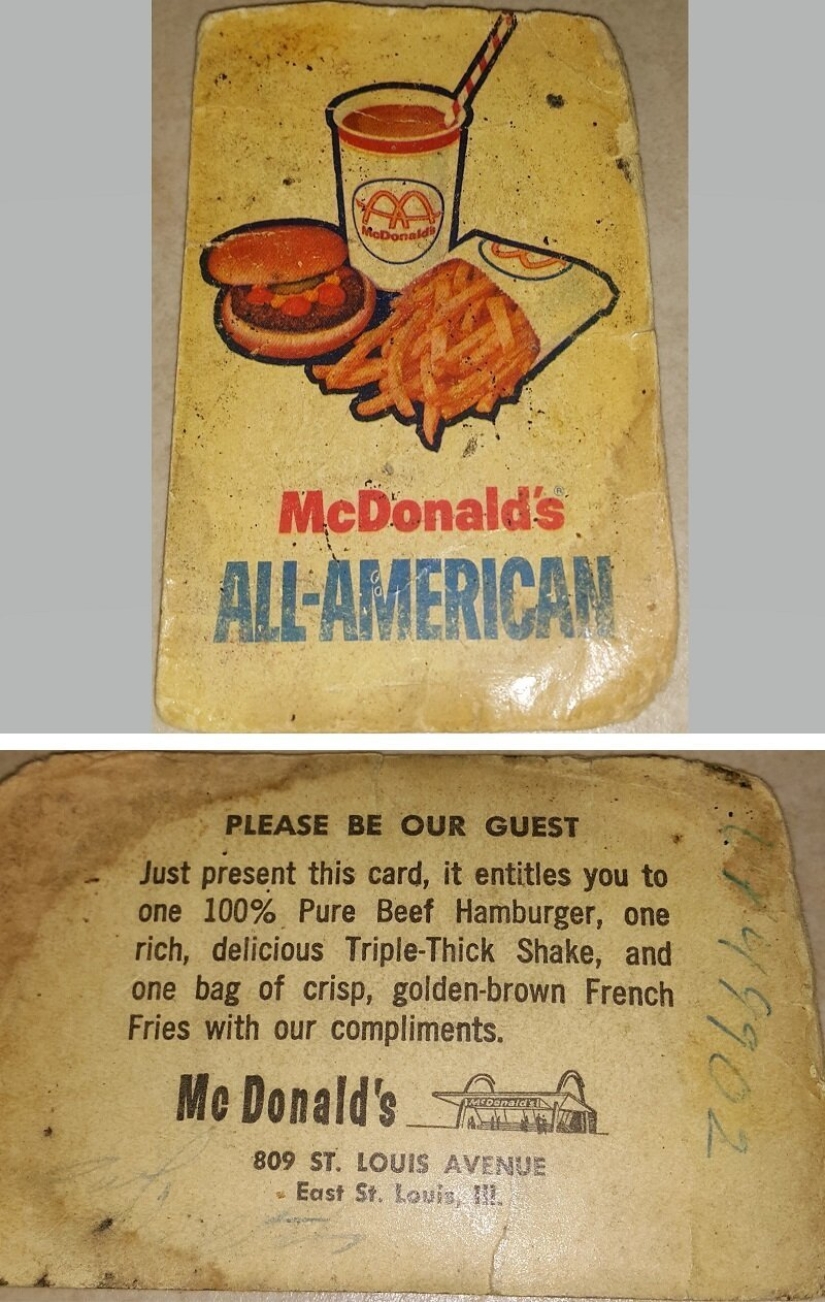 McDonald's
McDonald's®
ALL-AMERICAN
PLEASE BE OUR GUEST
Just present this card, it entitles you to
one 100% Pure Beef Hamburger, one
rich, delicious Triple-Thick Shake, and
one bag of crisp, golden-brown French
Fries with our compliments.
McDonald's
McDonald's
809 ST. LOUIS AVENUE
East St. Louis, Ill.